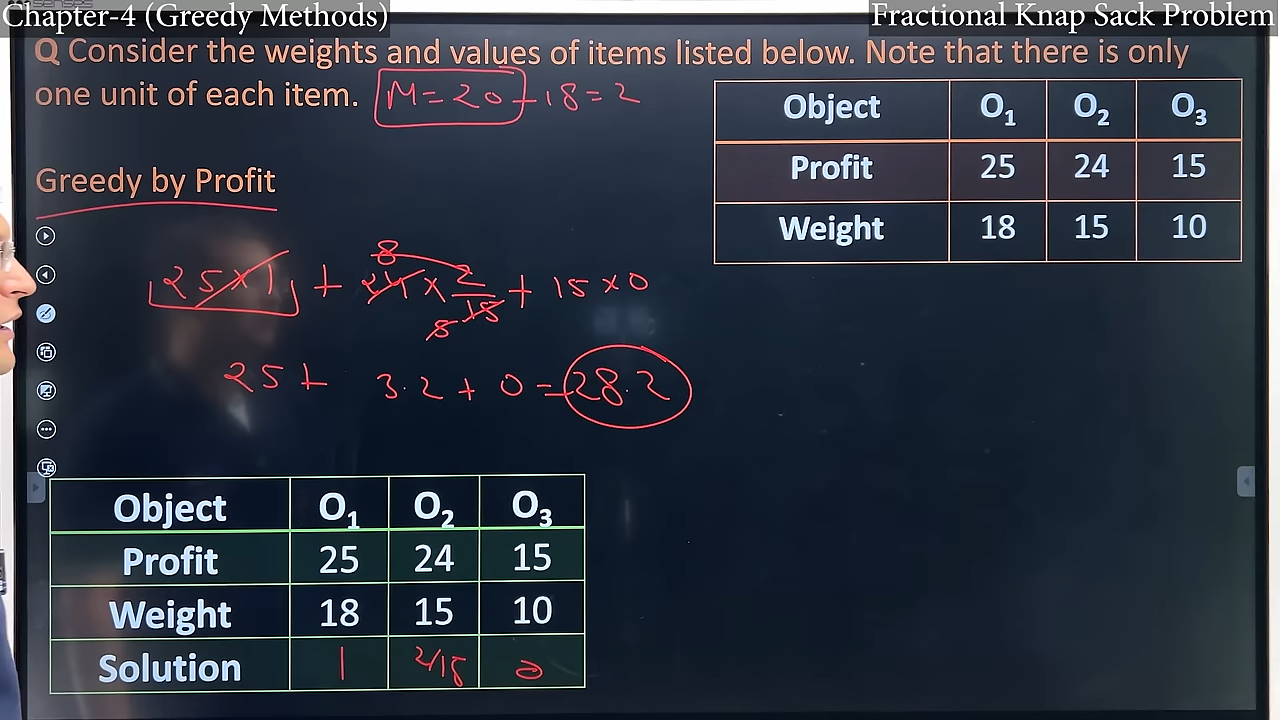 Chapter-4 (Greedy Methods)
Fractional Knap Sack Problem
Q Consider the weights and values of items listed below. Note that there is only
one unit of each item. M=20-18=2
Object O1 O2 O3
Profit 25 24 15
Weight 18 15 10
Greedy by Profit
8
25×1 + 24 × 2/15 + 15 × 0
5
25 + 3.2 + 0 = 28.2
Object O1 O2 O3
Profit 25 24 15
Weight 18 15 10
Solution 1 2/15 0